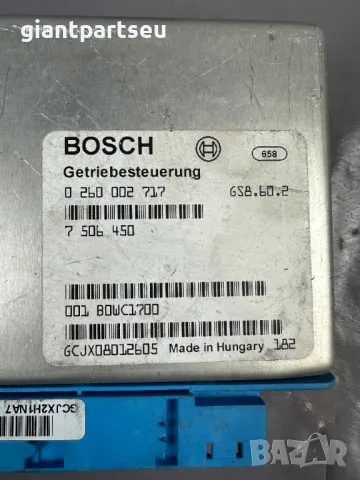 giantpartseu
BOSCH
658
Getriebesteuerung
0 260 002 717 GS8.60.2
7 506 450
001 B0WC1700
GCJX08012605 Made in Hungary 182
GCJX2H1NA7
BAZAR